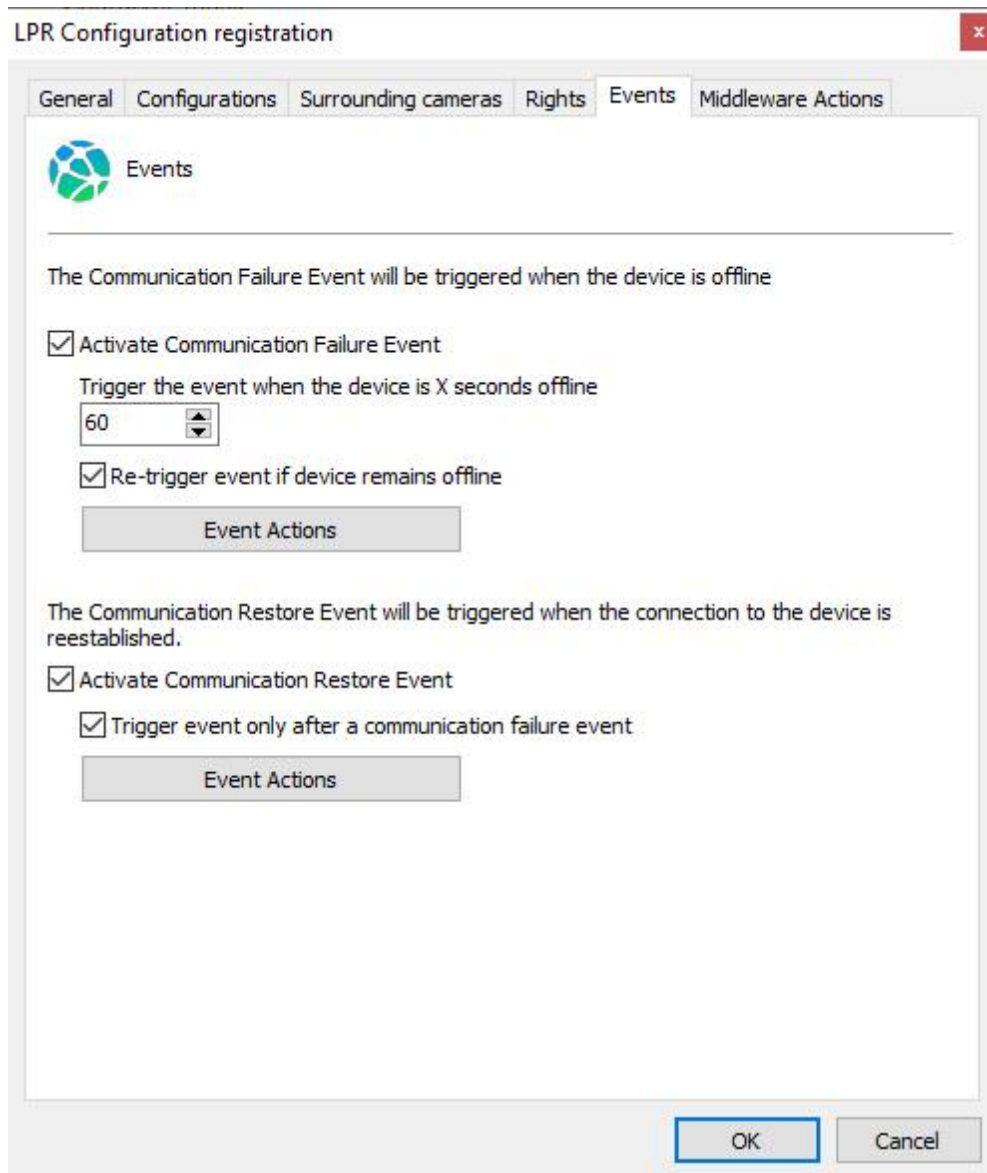 LPR Configuration registration
x
General
Configurations
Surrounding cameras
Rights
Events
Middleware Actions
Events
The Communication Failure Event will be triggered when the device is offline
Activate Communication Failure Event
Trigger the event when the device is X seconds offline
60
Re-trigger event if device remains offline
Event Actions
The Communication Restore Event will be triggered when the connection to the device is
reestablished.
Activate Communication Restore Event
Trigger event only after a communication failure event
Event Actions
OK
Cancel